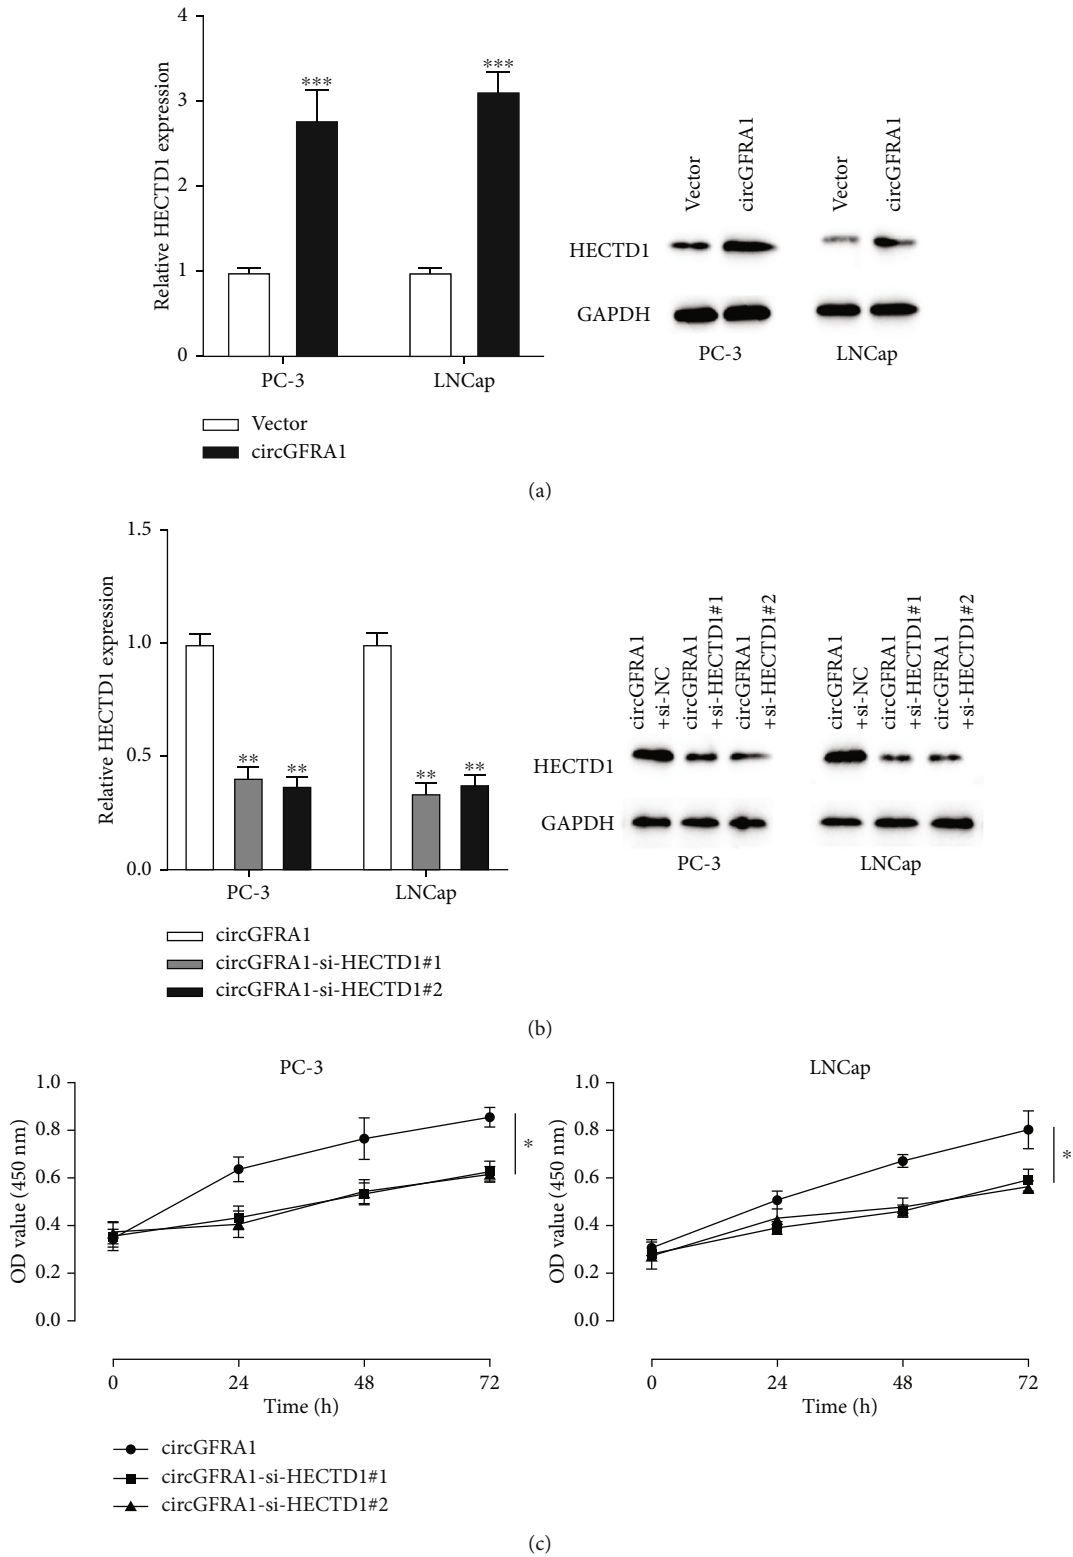 4
3
2
1
0
Relative HECTD1 expression
***
***
PC-3
LNCap
Vector
circGFRA1
Vector
circGFRA1
Vector
circGFRA1
HECTD1
GAPDH
PC-3
LNCap
(a)
1.5
1.0
0.5
0.0
Relative HECTD1 expression
**
**
**
**
PC-3
LNCap
circGFRA1
circGFRA1-si-HECTD1#1
circGFRA1-si-HECTD1#2
circGFRA1
+si-NC
circGFRA1
+si-HECTD1#1
circGFRA1
+si-HECTD1#2
circGFRA1
+si-NC
circGFRA1
+si-HECTD1#1
circGFRA1
+si-HECTD1#2
HECTD1
GAPDH
PC-3
LNCap
(b)
PC-3
1.0
0.8
0.6
0.4
0.2
0.0
OD value (450 nm)
*
0
24
48
72
Time (h)
LNCap
1.0
0.8
0.6
0.4
0.2
0.0
OD value (450 nm)
*
0
24
48
72
Time (h)
circGFRA1
circGFRA1-si-HECTD1#1
circGFRA1-si-HECTD1#2
(c)